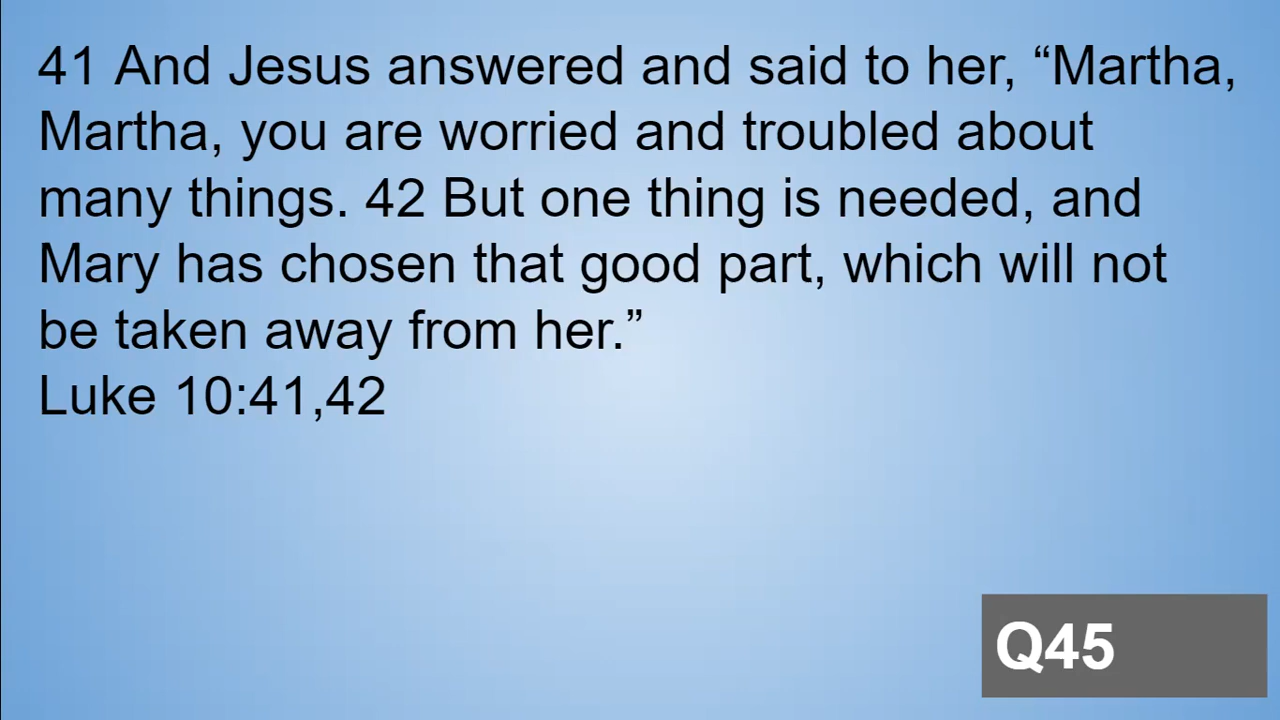 41 And Jesus answered and said to her, “Martha,
Martha, you are worried and troubled about
many things. 42 But one thing is needed, and
Mary has chosen that good part, which will not
be taken away from her.”
Luke 10:41,42
Q45